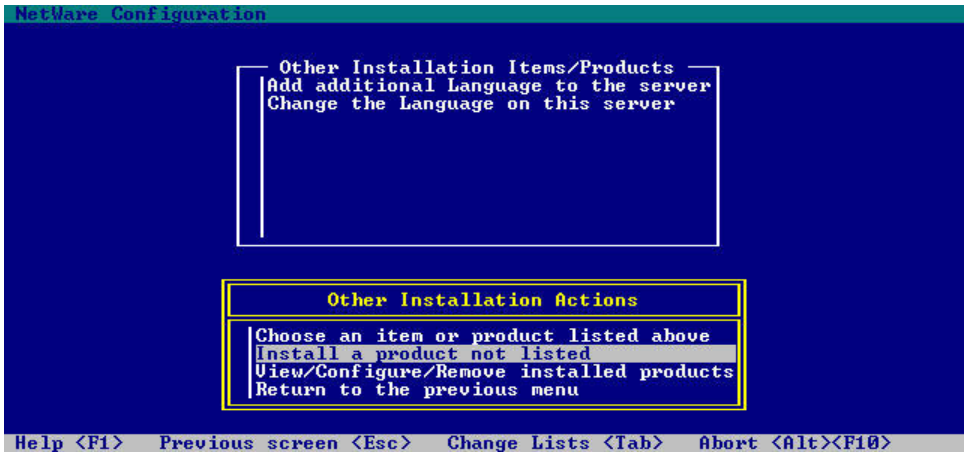 NetWare Configuration
Other Installation Items/Products
Add additional Language to the server
Change the Language on this server
Other Installation Actions
Choose an item or product listed above
Install a product not listed
View/Configure/Remove installed products
Return to the previous menu
Help <F1> Previous screen <Esc> Change Lists <Tab> Abort <Alt><F10>